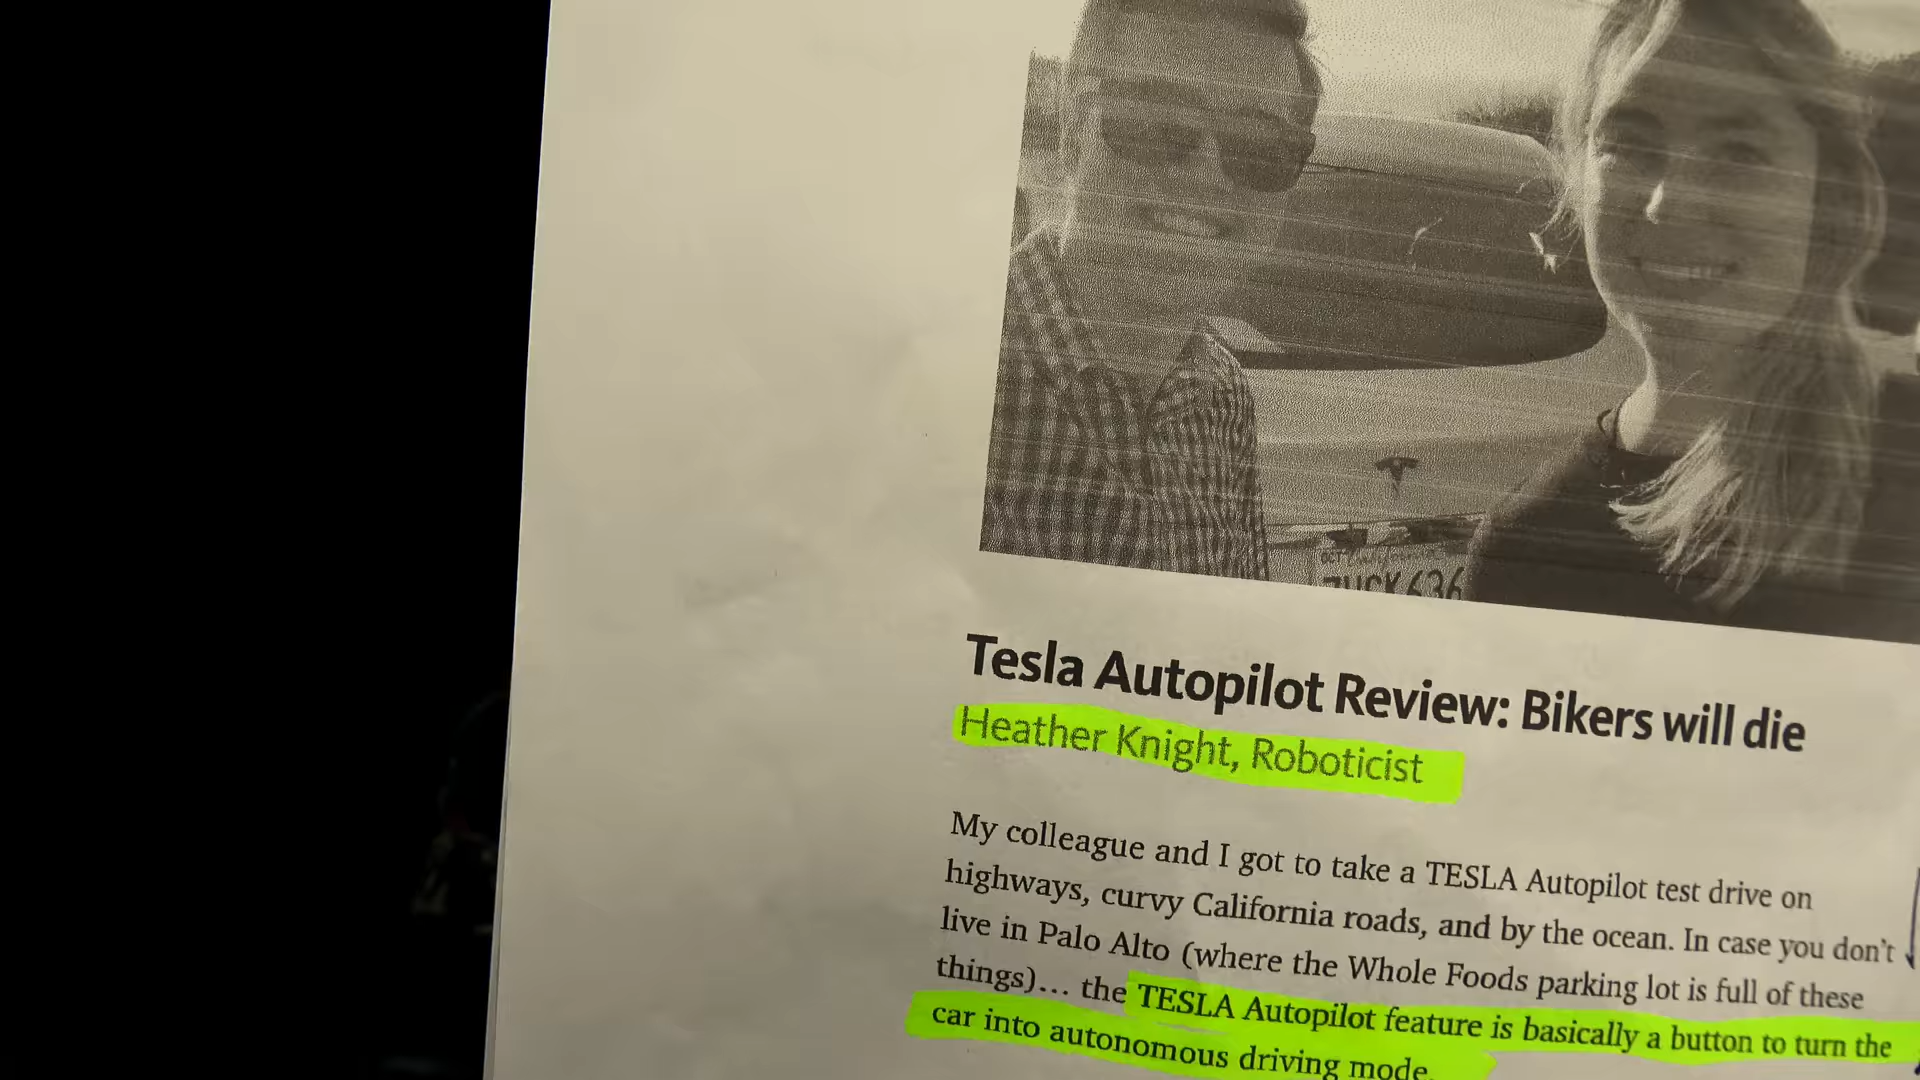 Tesla Autopilot Review: Bikers will die
Heather Knight, Roboticist
My colleague and I got to take a TESLA Autopilot test drive on
highways, curvy California roads, and by the ocean. In case you don't
live in Palo Alto (where the Whole Foods parking lot is full of these
things)… the TESLA Autopilot feature is basically a button to turn the
car into autonomous driving mode.